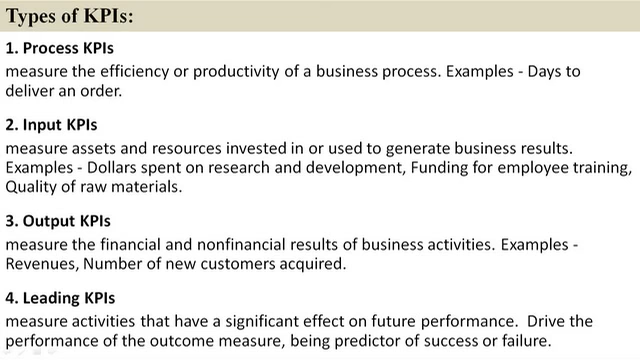 Types of KPIs:
1. Process KPIs
measure the efficiency or productivity of a business process. Examples - Days to
deliver an order.
2. Input KPIs
measure assets and resources invested in or used to generate business results.
Examples - Dollars spent on research and development, Funding for employee training,
Quality of raw materials.
3. Output KPIs
measure the financial and nonfinancial results of business activities. Examples -
Revenues, Number of new customers acquired.
4. Leading KPIs
measure activities that have a significant effect on future performance.  Drive the
performance of the outcome measure, being predictor of success or failure.